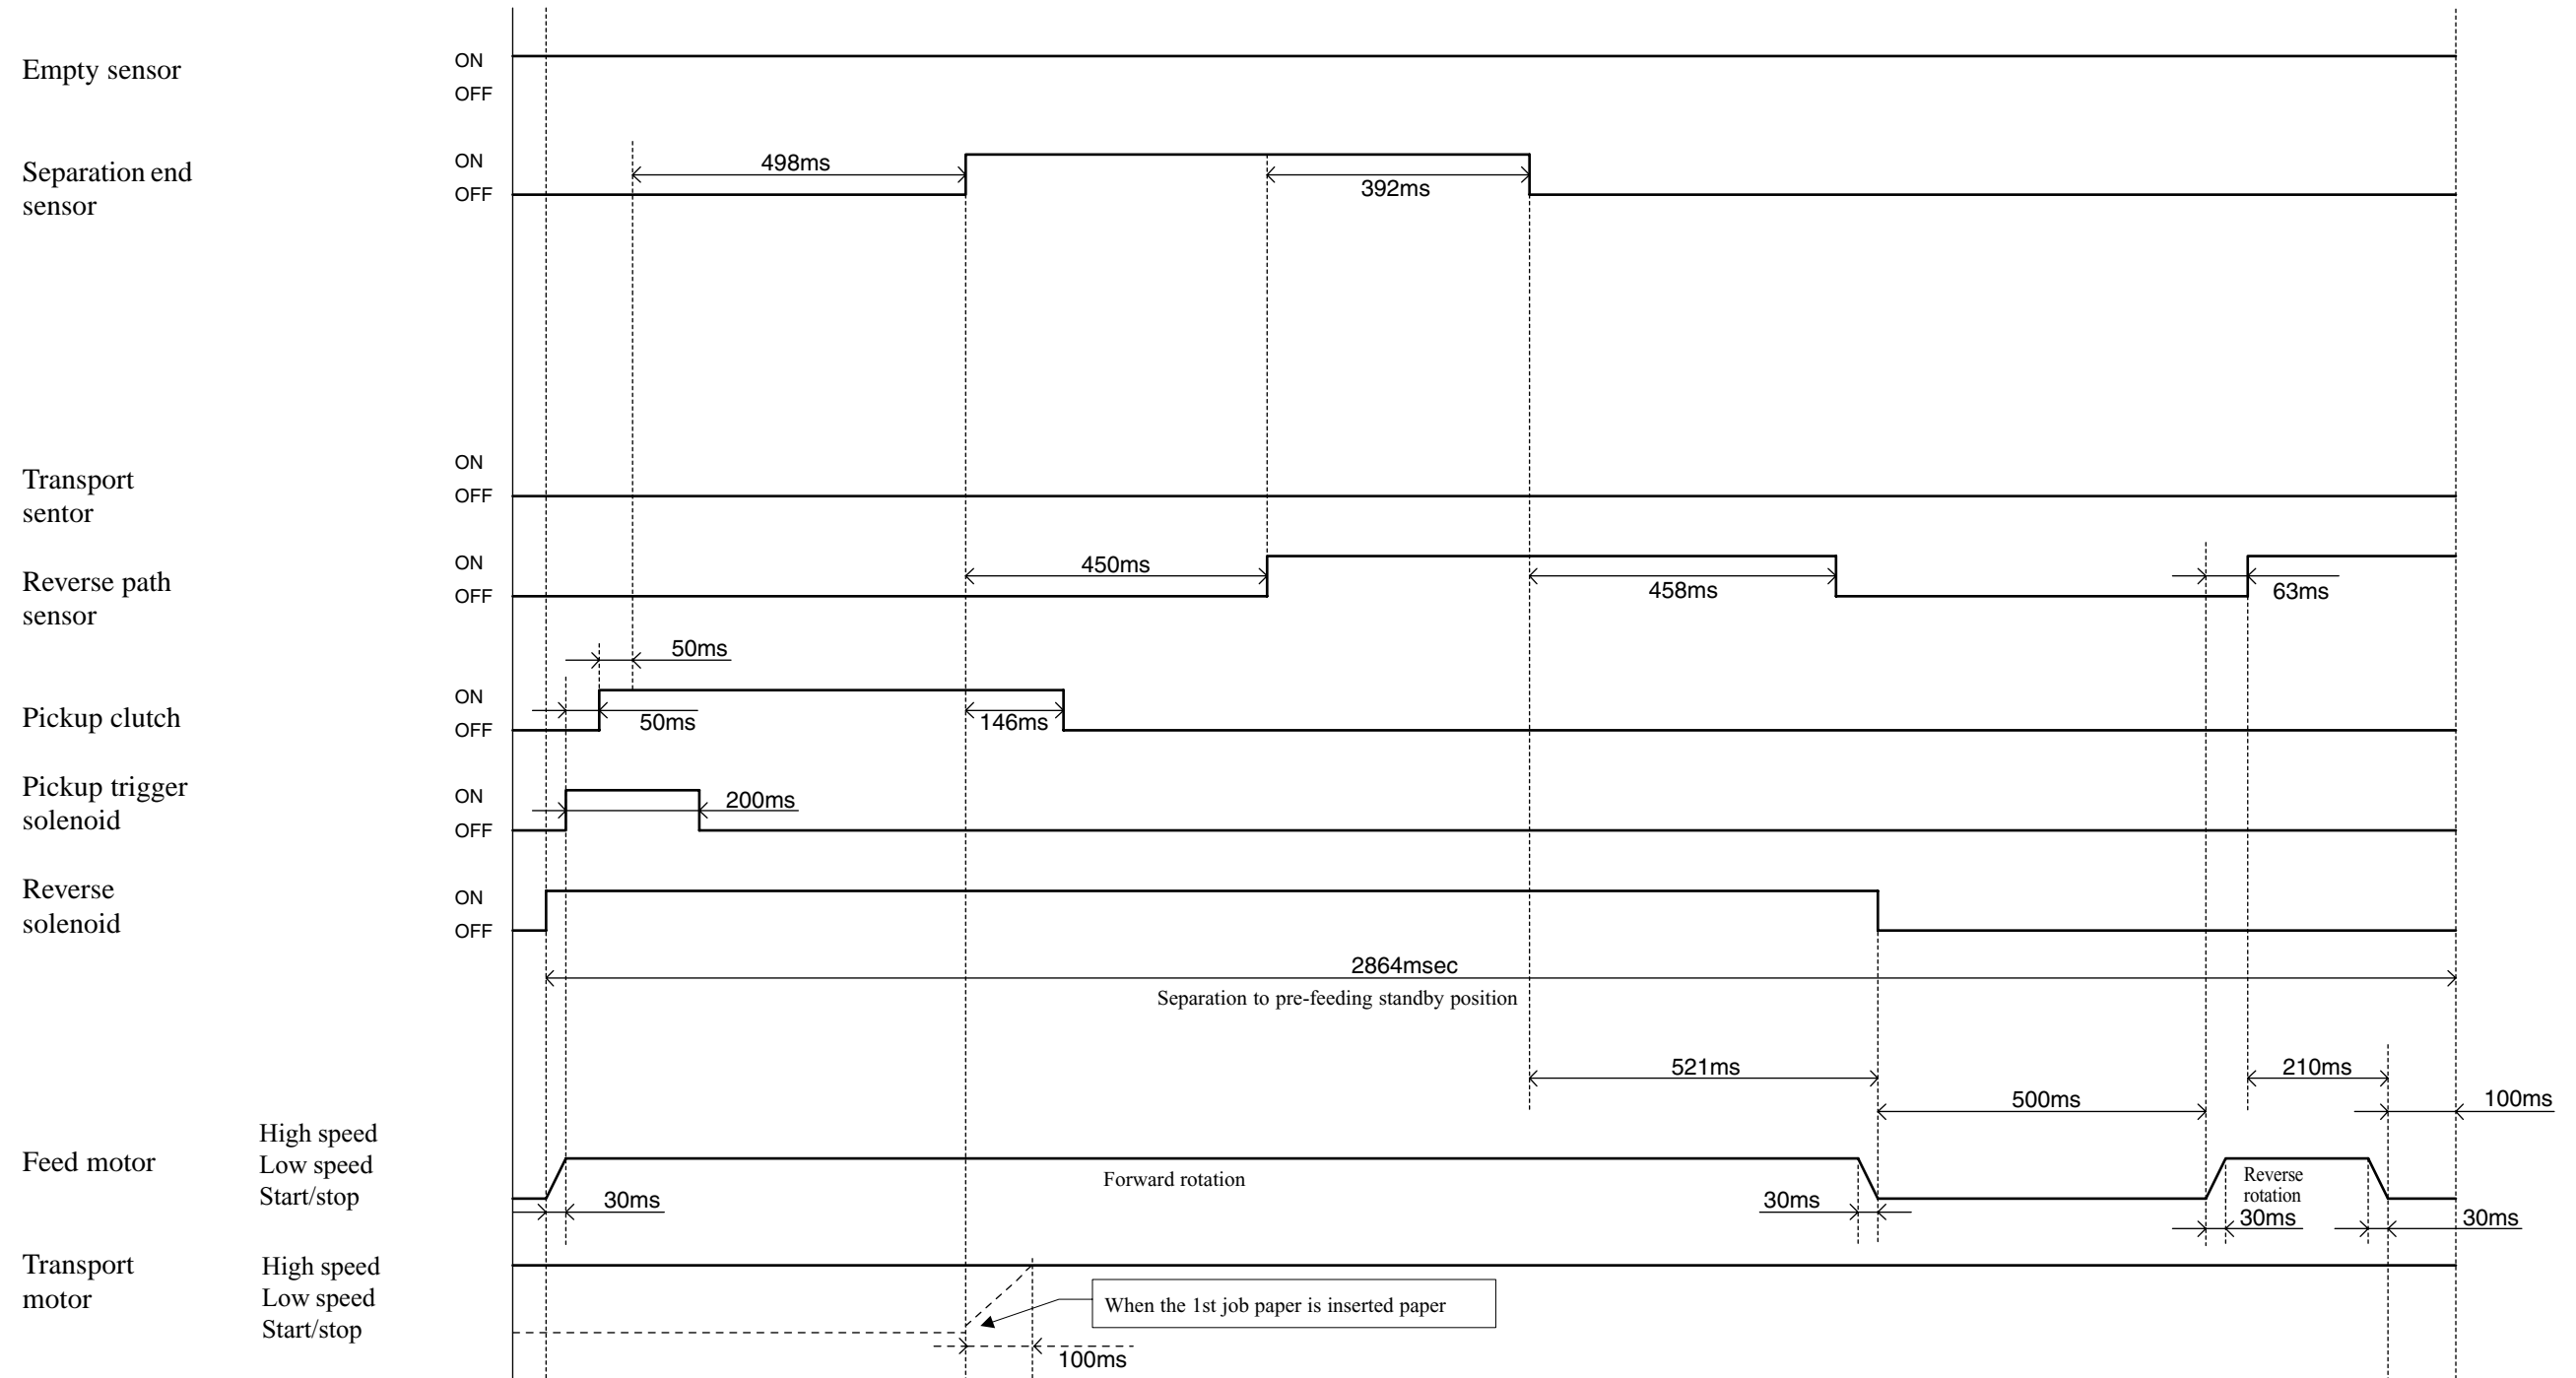 Empty sensor
ON
OFF
Separation end
sensor
ON
OFF
498ms
392ms
Transport
sentor
ON
OFF
Reverse path
sensor
ON
OFF
450ms
458ms
63ms
50ms
Pickup clutch
ON
OFF
50ms
146ms
Pickup trigger
solenoid
ON
OFF
200ms
Reverse
solenoid
ON
OFF
2864msec
Separation to pre-feeding standby position
521ms
210ms
500ms
100ms
Feed motor
High speed
Low speed
Start/stop
Forward rotation
Reverse
rotation
30ms
30ms
30ms
30ms
Transport
motor
High speed
Low speed
Start/stop
When the 1st job paper is inserted paper
100ms